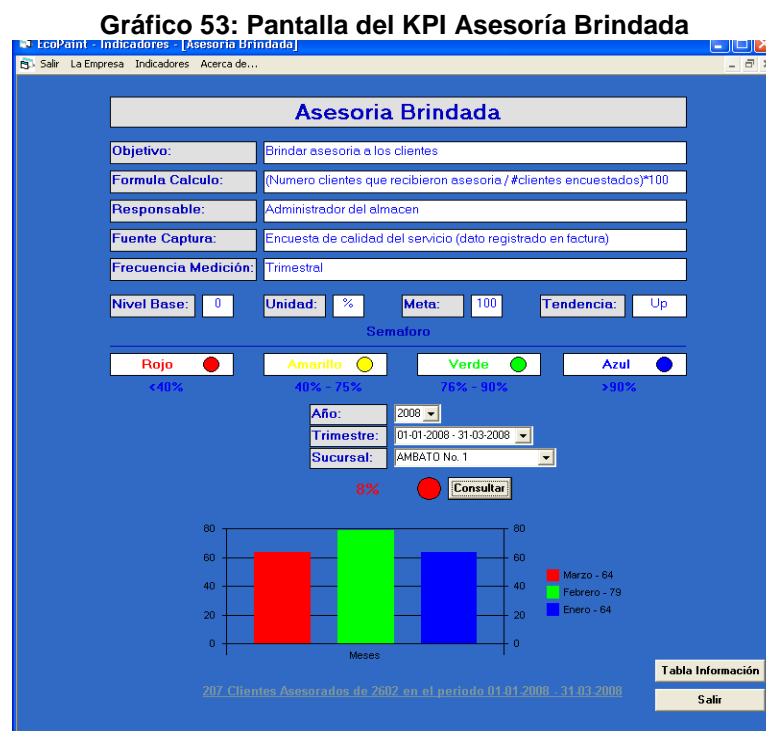 Gráfico 53: Pantalla del KPI Asesoría Brindada
EcoPaint - Indicadores - [Asesoria Brindada]
Salir La Empresa Indicadores Acerca de...
Asesoria Brindada
Objetivo: Brindar asesoria a los clientes
Formula Calculo: (Numero clientes que recibieron asesoria / #clientes encuestados)*100
Responsable: Administrador del almacen
Fuente Captura: Encuesta de calidad del servicio (dato registrado en factura)
Frecuencia Medición: Trimestral
Nivel Base: 0 Unidad: % Meta: 100 Tendencia: Up
Semaforo
Rojo Amarillo Verde Azul
<40% 40% - 75% 76% - 90% >90%
Año: 2008
Trimestre: 01-01-2008 - 31-03-2008
Sucursal: AMBATO No. 1
8% Consultar
80 80
60 60
Marzo - 64
40 40
Febrero - 79
Enero - 64
20 20
0 0
Meses
Tabla Información
207 Clientes Asesorados de 2602 en el periodo 01-01-2008 - 31-03-2008
Salir